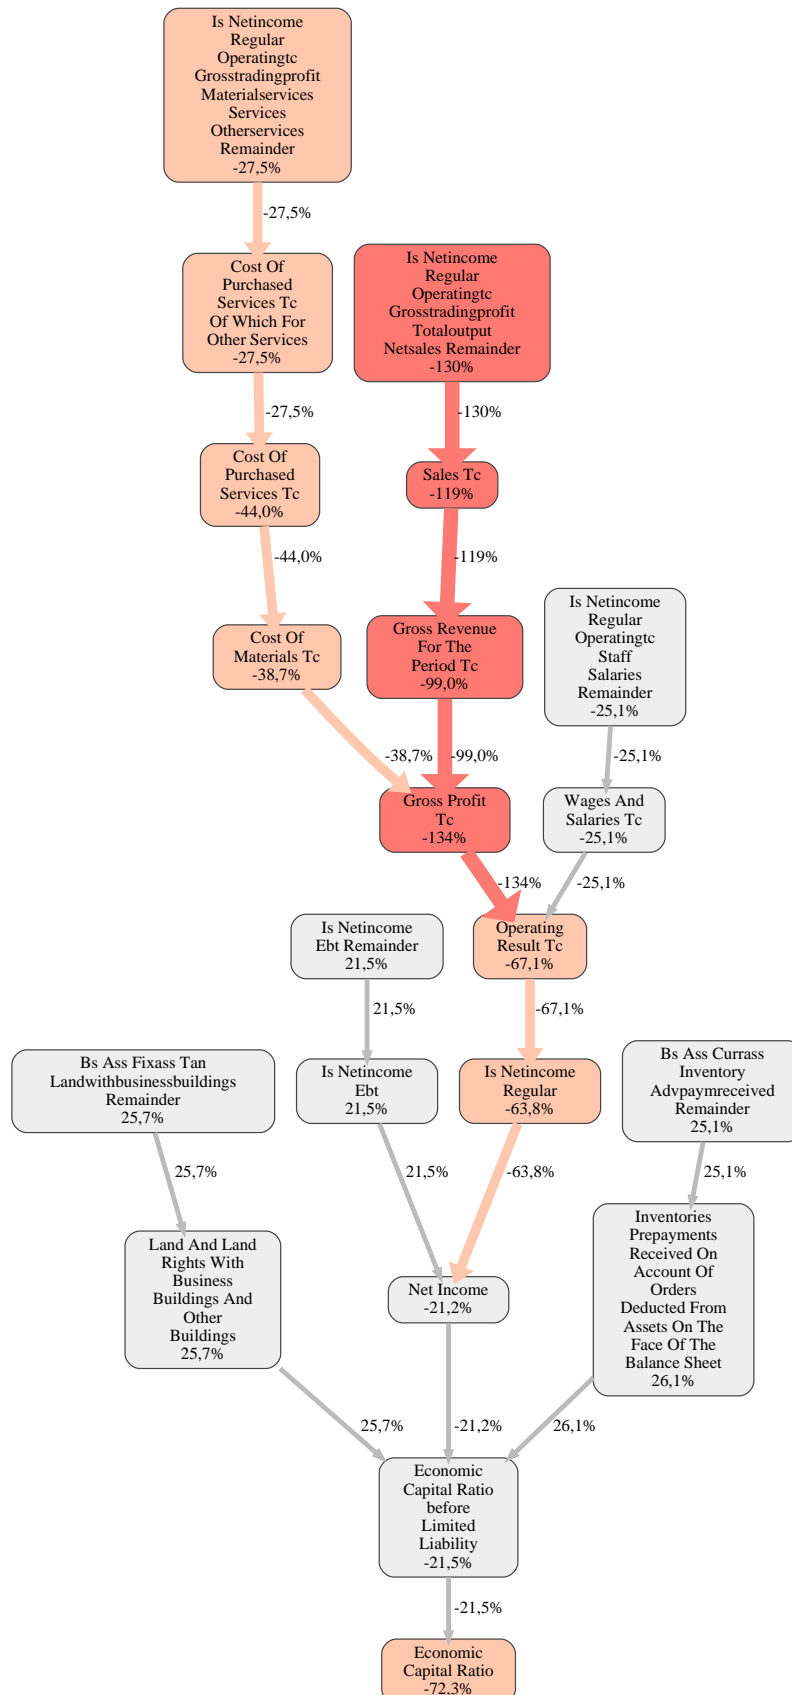 Is Netincome
Regular
Operatingtc
Grosstradingprofit
Materialservices
Services
Otherservices
Remainder
-27,5%
-27,5%
Cost Of
Purchased
Services Tc
Of Which For
Other Services
-27,5%
Is Netincome
Regular
Operatingtc
Grosstradingprofit
Totaloutput
Netsales Remainder
-130%
-27,5%
-130%
Cost Of
Purchased
Services Tc
-44,0%
Sales Tc
-119%
-44,0%
-119%
Is Netincome
Regular
Operatingtc
Staff
Salaries
Remainder
-25,1%
Cost Of
Materials Tc
-38,7%
Gross Revenue
For The
Period Tc
-99,0%
-38,7%
-99,0%
-25,1%
Gross Profit
Tc
-134%
Wages And
Salaries Tc
-25,1%
-134%
-25,1%
Is Netincome
Ebt Remainder
21,5%
Operating
Result Tc
-67,1%
21,5%
-67,1%
Bs Ass Fixass Tan
Landwithbusinessbuildings
Remainder
25,7%
Is Netincome
Ebt
21,5%
Is Netincome
Regular
-63,8%
Bs Ass Currass
Inventory
Advpaymreceived
Remainder
25,1%
25,7%
21,5%
-63,8%
25,1%
Land And Land
Rights With
Business
Buildings And
Other
Buildings
25,7%
Net Income
-21,2%
Inventories
Prepayments
Received On
Account Of
Orders
Deducted From
Assets On The
Face Of The
Balance Sheet
26,1%
25,7%
-21,2%
26,1%
Economic
Capital Ratio
before
Limited
Liability
-21,5%
-21,5%
Economic
Capital Ratio
-72,3%